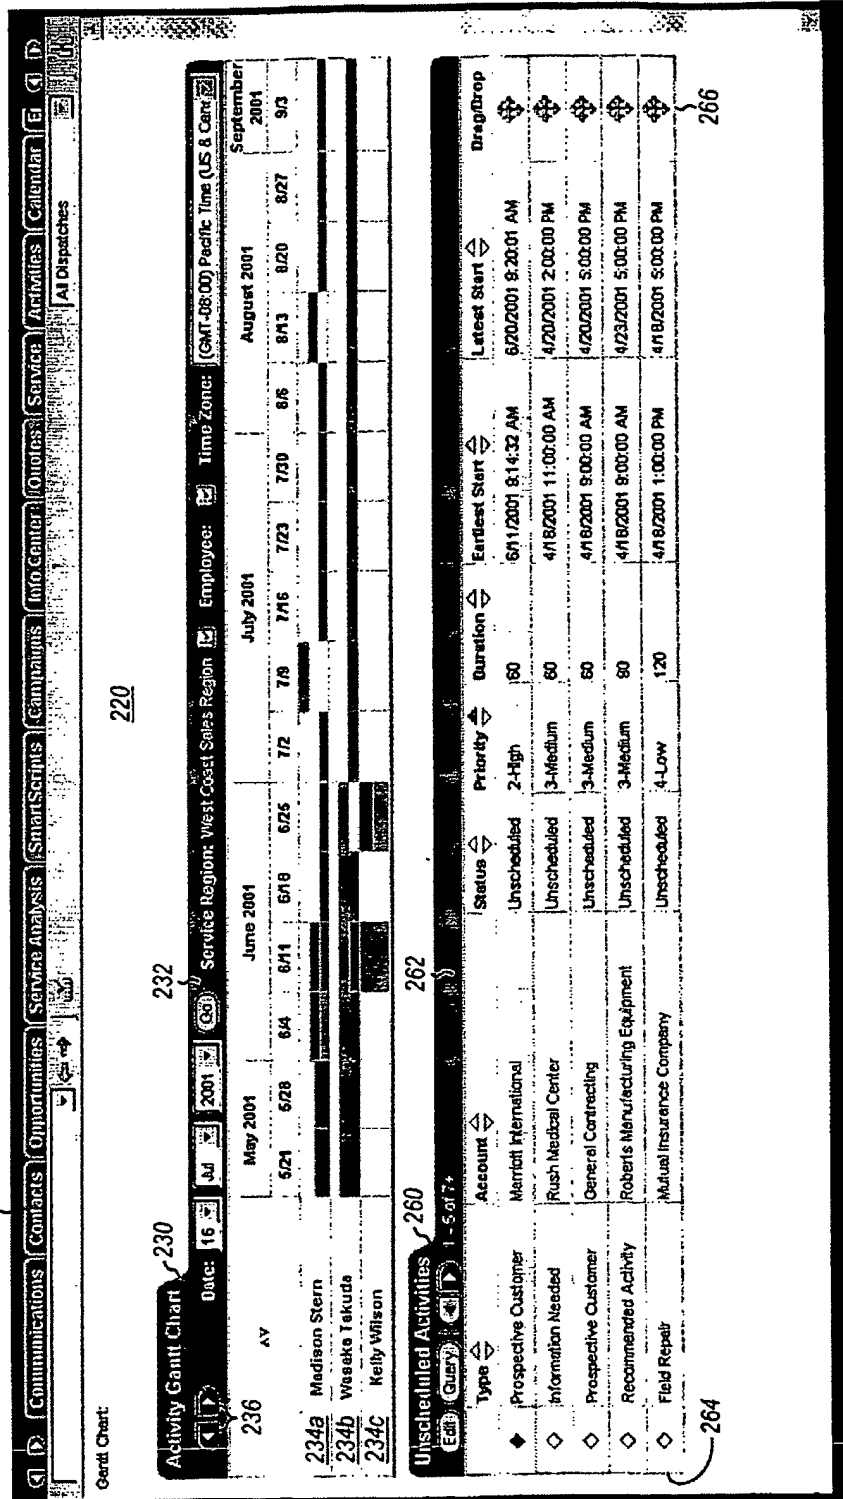 Communications Contacts Opportunities Service Analysis SmartScripts Campaigns Info Center Quotes Service Activities Calendar
All Dispatches
Gantt Chart:
220
Activity Gantt Chart 230 232
Date: 16 Jul 2001 Go! Service Region: West Coast Sales Region Employee: Time Zone: (GMT-08:00) Pacific Time (US & Cana
236
May 2001 June 2001 July 2001 August 2001 September 2001
5/21 5/28 6/4 6/11 6/18 6/25 7/2 7/9 7/16 7/23 7/30 8/6 8/13 8/20 8/27 9/3
234a Madison Stern
234b Wasaka Takuda
234c Kelly Wilson
Unscheduled Activities 260 262
Edit Query 1 - 5 of 7+
Type Account Status Priority Duration Earliest Start Latest Start Drag/Drop
Prospective Customer Marriott International Unscheduled 2-High 60 6/11/2001 9:14:32 AM 6/20/2001 9:20:01 AM
Information Needed Rush Medical Center Unscheduled 3-Medium 60 4/18/2001 11:00:00 AM 4/20/2001 2:00:00 PM
Prospective Customer General Contracting Unscheduled 3-Medium 60 4/18/2001 9:00:00 AM 4/20/2001 5:00:00 PM
Recommended Activity Roberts Manufacturing Equipment Unscheduled 3-Medium 4/18/2001 9:00:00 AM 4/23/2001 5:00:00 PM
Field Repair Mutual Insurance Company Unscheduled 4-Low 120 4/18/2001 1:00:00 PM 4/18/2001 5:00:00 PM
264 266